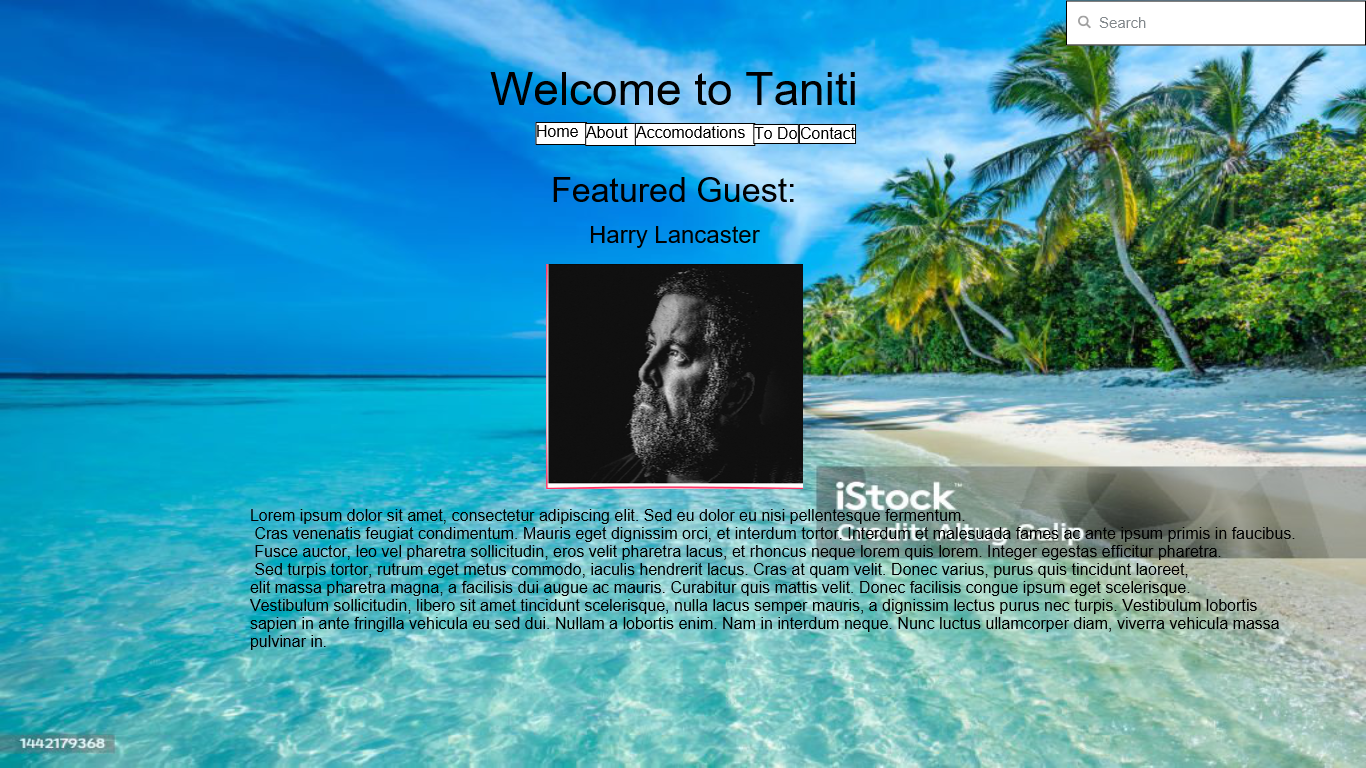 Search
Welcome to Taniti
Home About Accomodations To Do Contact
Featured Guest:
Harry Lancaster
iStock™
Credit: Altug Galip
Lorem ipsum dolor sit amet, consectetur adipiscing elit. Sed eu dolor eu nisi pellentesque fermentum.
Cras venenatis feugiat condimentum. Mauris eget dignissim orci, et interdum tortor. Interdum et malesuada fames ac ante ipsum primis in faucibus.
Fusce auctor, leo vel pharetra sollicitudin, eros velit pharetra lacus, et rhoncus neque lorem quis lorem. Integer egestas efficitur pharetra.
Sed turpis tortor, rutrum eget metus commodo, iaculis hendrerit lacus. Cras at quam velit. Donec varius, purus quis tincidunt laoreet,
elit massa pharetra magna, a facilisis dui augue ac mauris. Curabitur quis mattis velit. Donec facilisis congue ipsum eget scelerisque.
Vestibulum sollicitudin, libero sit amet tincidunt scelerisque, nulla lacus semper mauris, a dignissim lectus purus nec turpis. Vestibulum lobortis
sapien in ante fringilla vehicula eu sed dui. Nullam a lobortis enim. Nam in interdum neque. Nunc luctus ullamcorper diam, viverra vehicula massa
pulvinar in.
1442179368